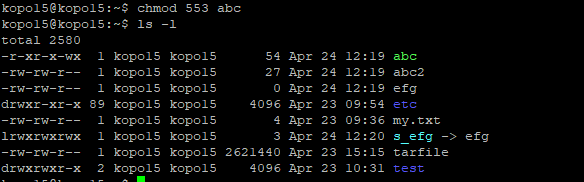 kopo15@kopo15:~$ chmod 553 abc
kopo15@kopo15:~$ ls -l
total 2580
-r-xr-x-wx  1 kopo15 kopo15      54 Apr 24 12:19 abc
-rw-rw-r--  1 kopo15 kopo15      27 Apr 24 12:19 abc2
-rw-rw-r--  1 kopo15 kopo15       0 Apr 24 12:19 efg
drwxr-xr-x 89 kopo15 kopo15    4096 Apr 23 09:54 etc
-rw-rw-r--  1 kopo15 kopo15       4 Apr 23 09:36 my.txt
lrwxrwxrwx  1 kopo15 kopo15       3 Apr 24 12:20 s_efg -> efg
-rw-rw-r--  1 kopo15 kopo15 2621440 Apr 23 15:15 tarfile
drwxrwxr-x  2 kopo15 kopo15    4096 Apr 23 10:31 test
kopo15@kopo15:~$